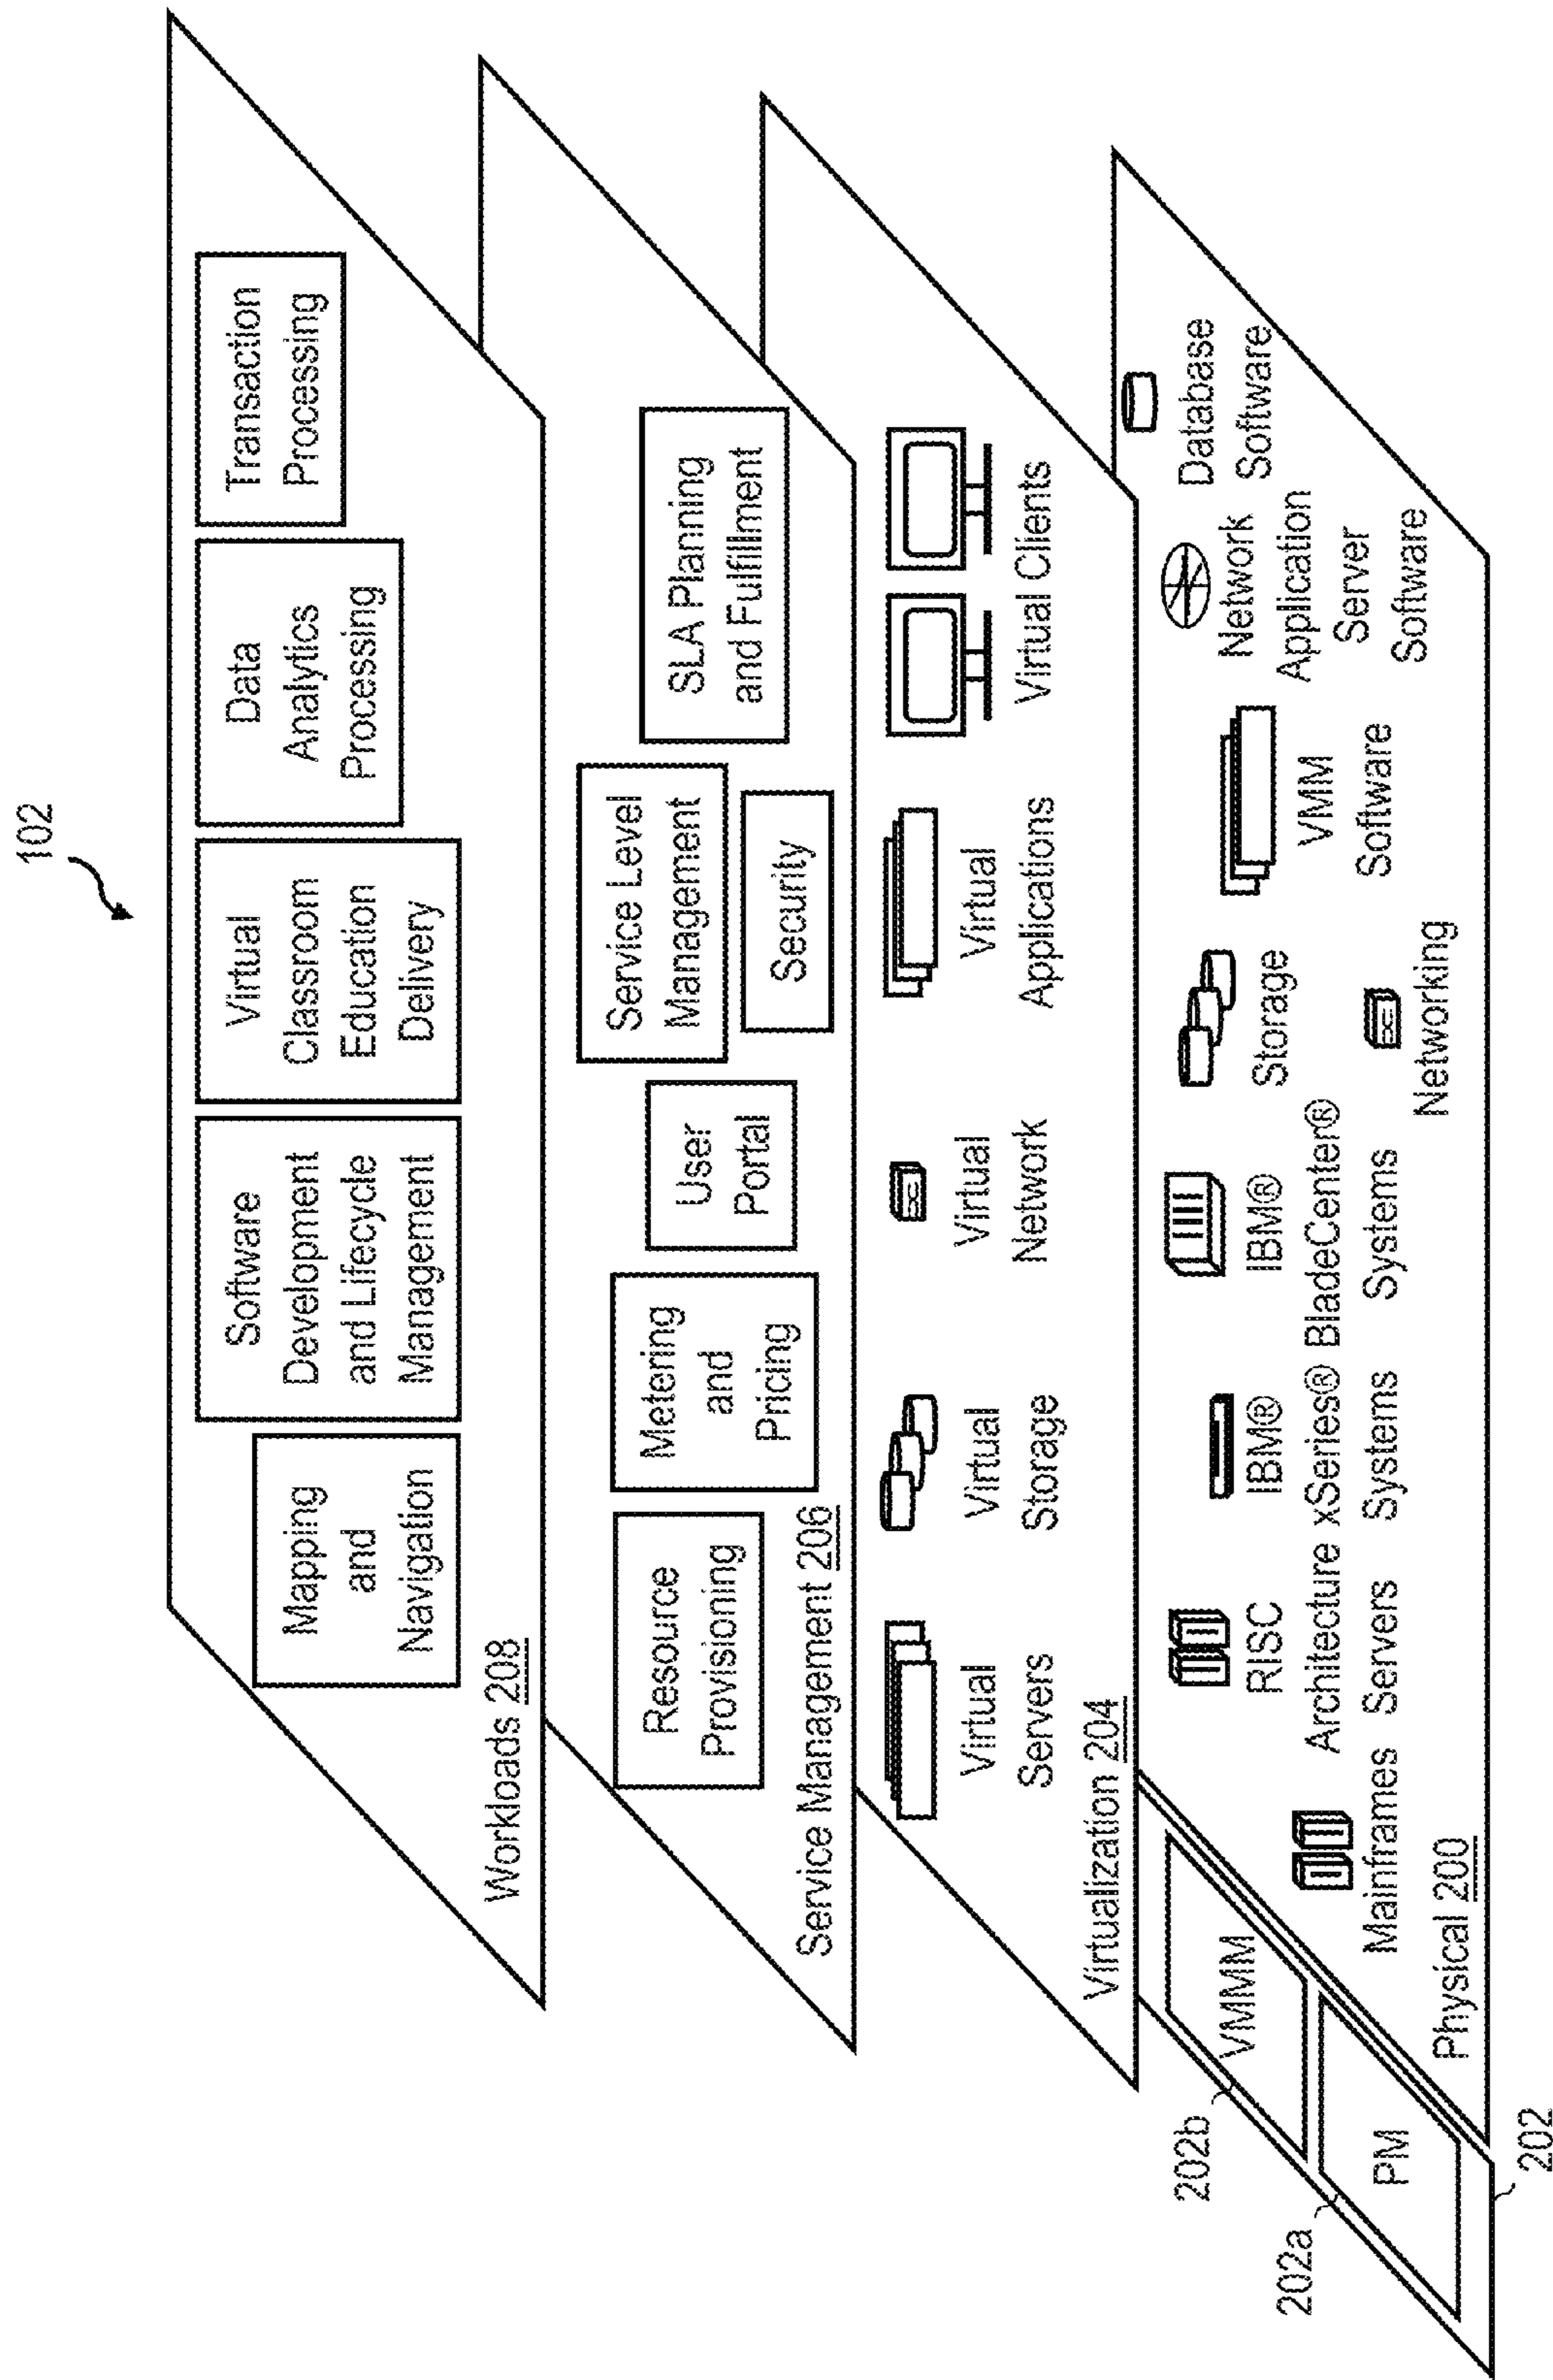 102
Mapping
and
Navigation
Software
Development
and Lifecycle
Management
Virtual
Classroom
Education
Delivery
Data
Analytics
Processing
Transaction
Processing
Workloads 208
Resource
Provisioning
Metering
and
Pricing
User
Portal
Service Level
Management
Security
SLA Planning
and Fulfillment
Service Management 206
Virtual
Servers
Virtual
Storage
Virtual
Network
Virtual
Applications
Virtual Clients
Virtualization 204
202b
VMMM
202a
PM
202
Mainframes
RISC
Architecture
Servers
IBM®
xSeries®
Systems
IBM®
BladeCenter®
Systems
Storage
Networking
VMM
Software
Network
Application
Server
Software
Database
Software
Physical 200